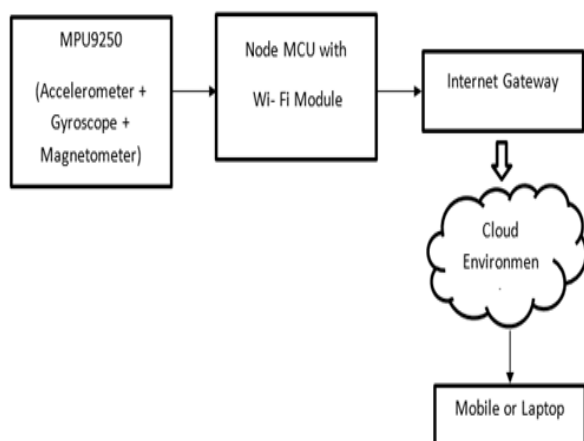 MPU9250
(Accelerometer +
Gyroscope +
Magnetometer)
Node MCU with
Wi- Fi Module
Internet Gateway
Cloud
Environmen
.
Mobile or Laptop